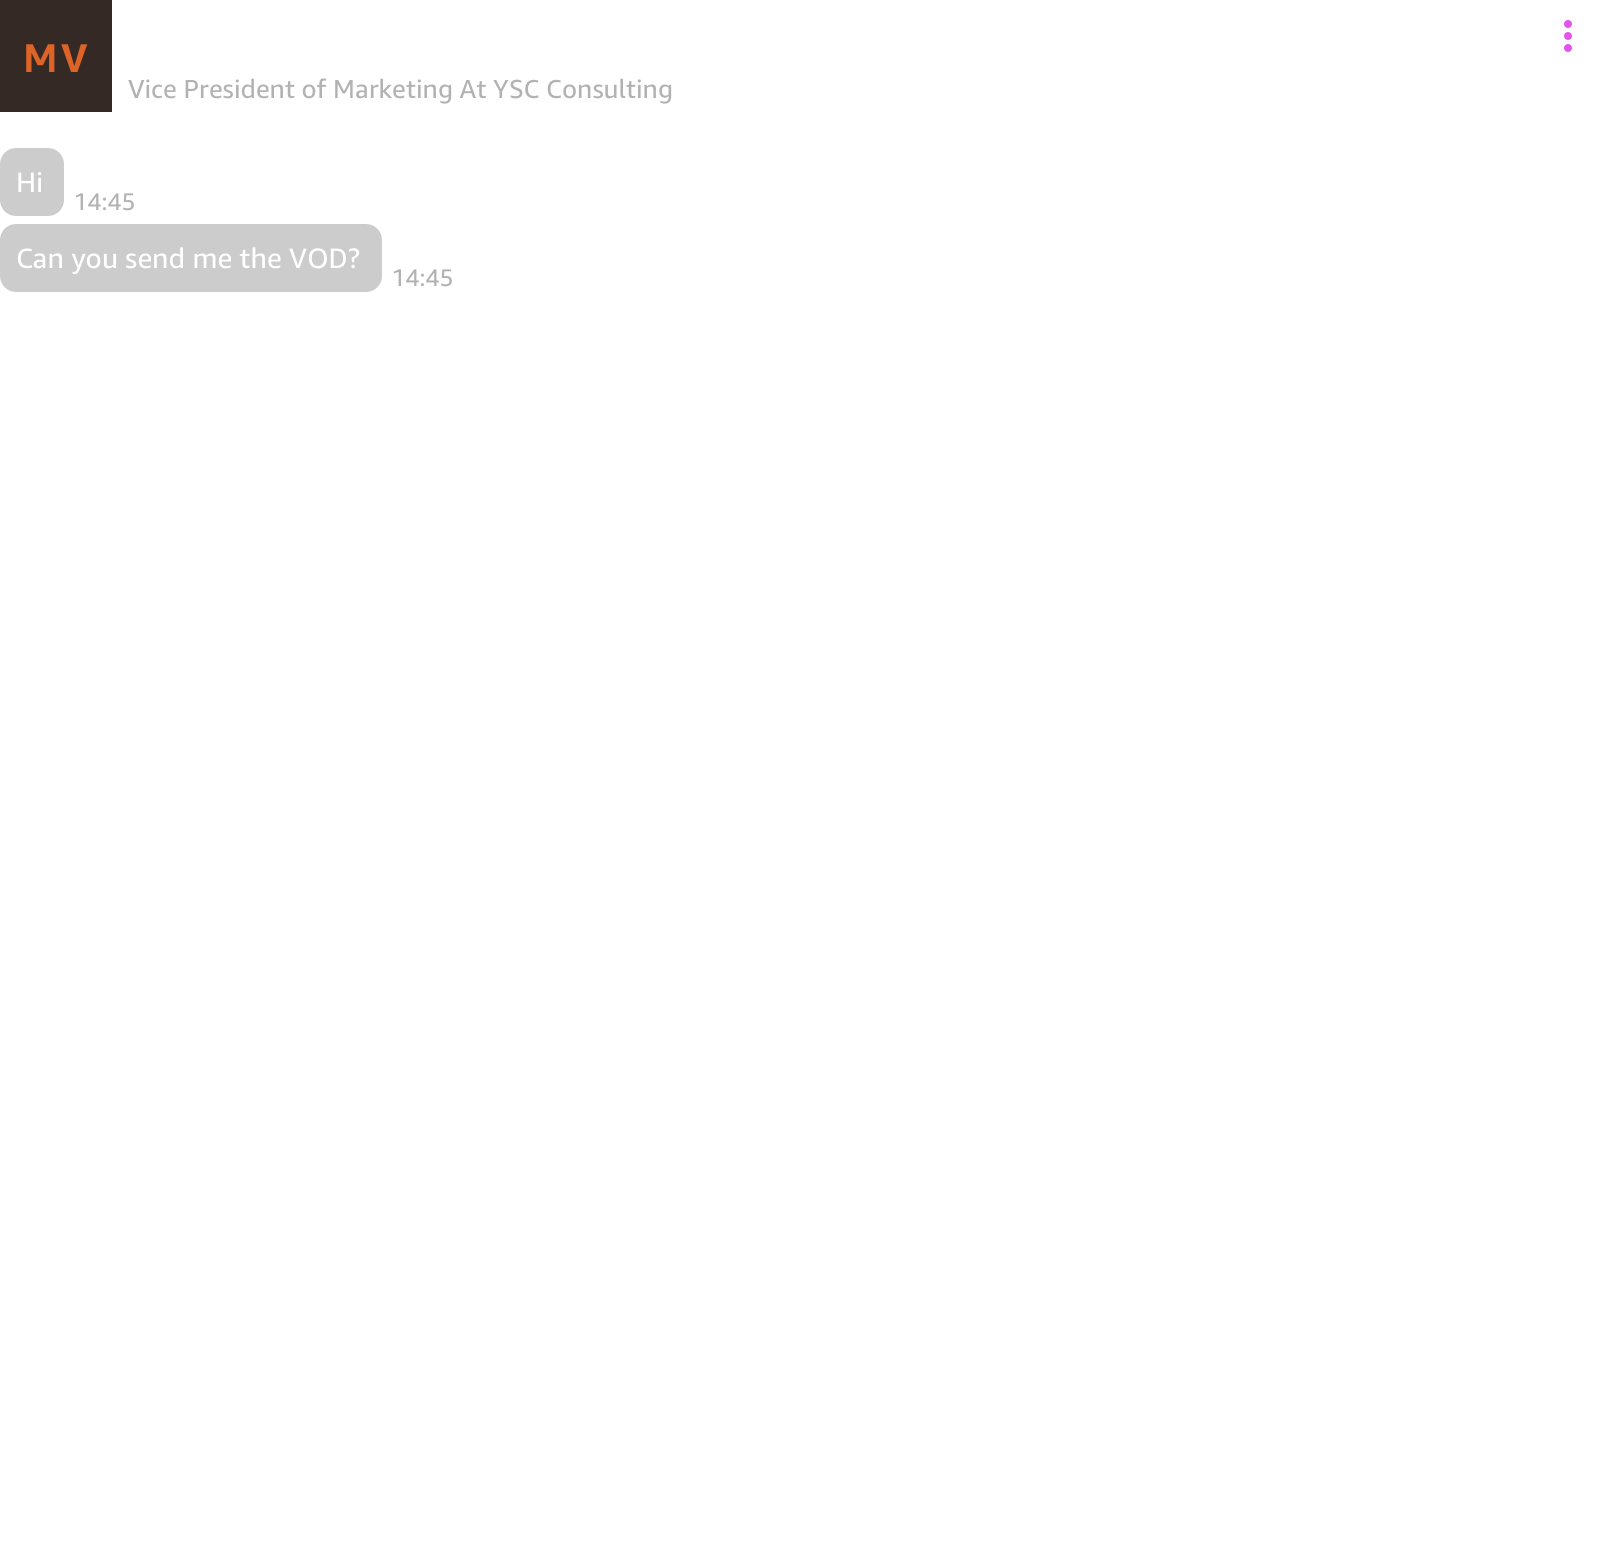 MV
Vice President of Marketing At YSC Consulting
Hi
14:45
Can you send me the VOD?
14:45